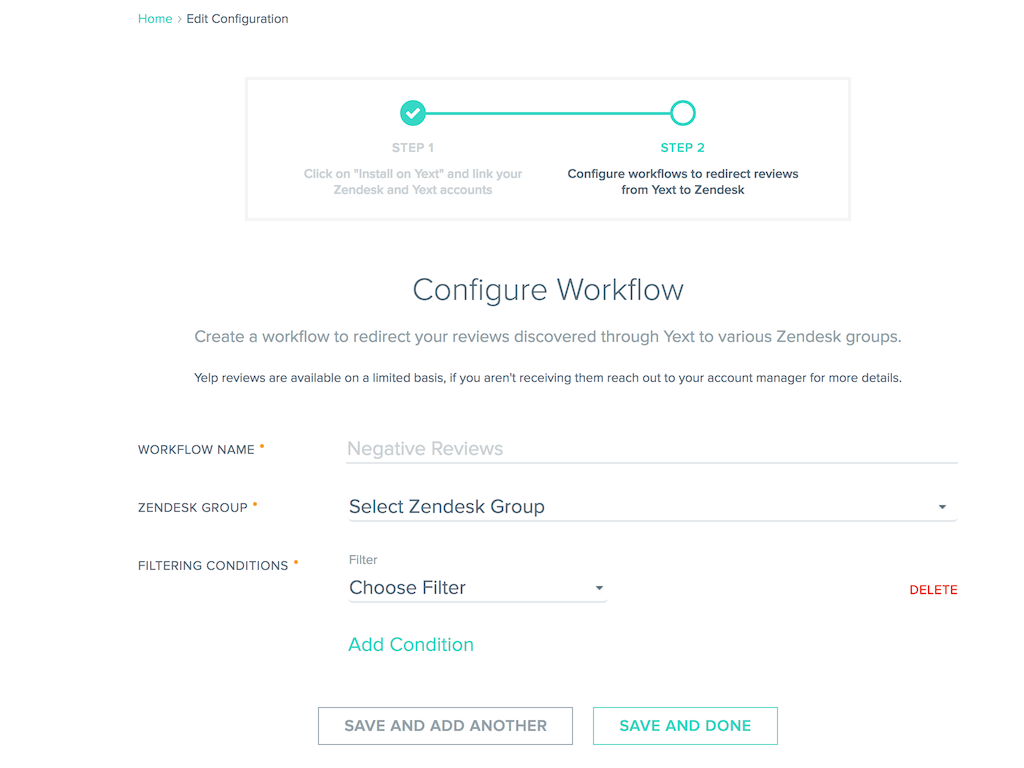 Home › Edit Configuration
STEP 1
Click on "Install on Yext" and link your
Zendesk and Yext accounts
STEP 2
Configure workflows to redirect reviews
from Yext to Zendesk
Configure Workflow
Create a workflow to redirect your reviews discovered through Yext to various Zendesk groups.
Yelp reviews are available on a limited basis, if you aren't receiving them reach out to your account manager for more details.
WORKFLOW NAME *
Negative Reviews
ZENDESK GROUP *
Select Zendesk Group
FILTERING CONDITIONS *
Filter
Choose Filter
DELETE
Add Condition
SAVE AND ADD ANOTHER
SAVE AND DONE